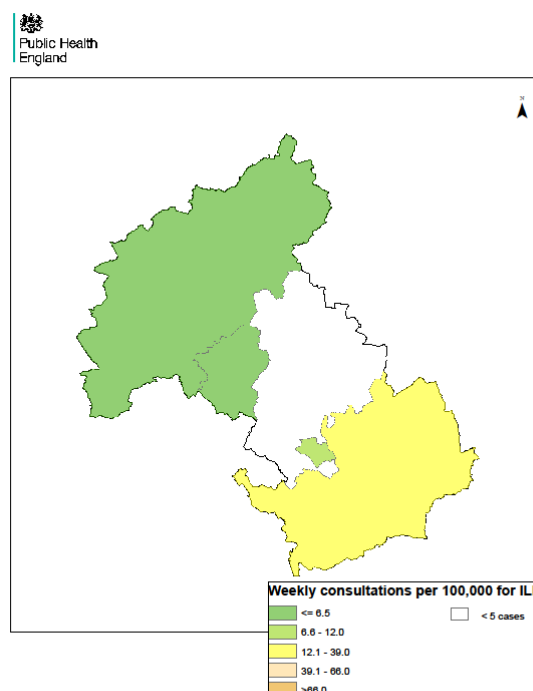 Public Health
England
N
Weekly consultations per 100,000 for IL
<= 6.5
< 5 cases
6.6 - 12.0
12.1 - 39.0
39.1 - 66.0
>66.0